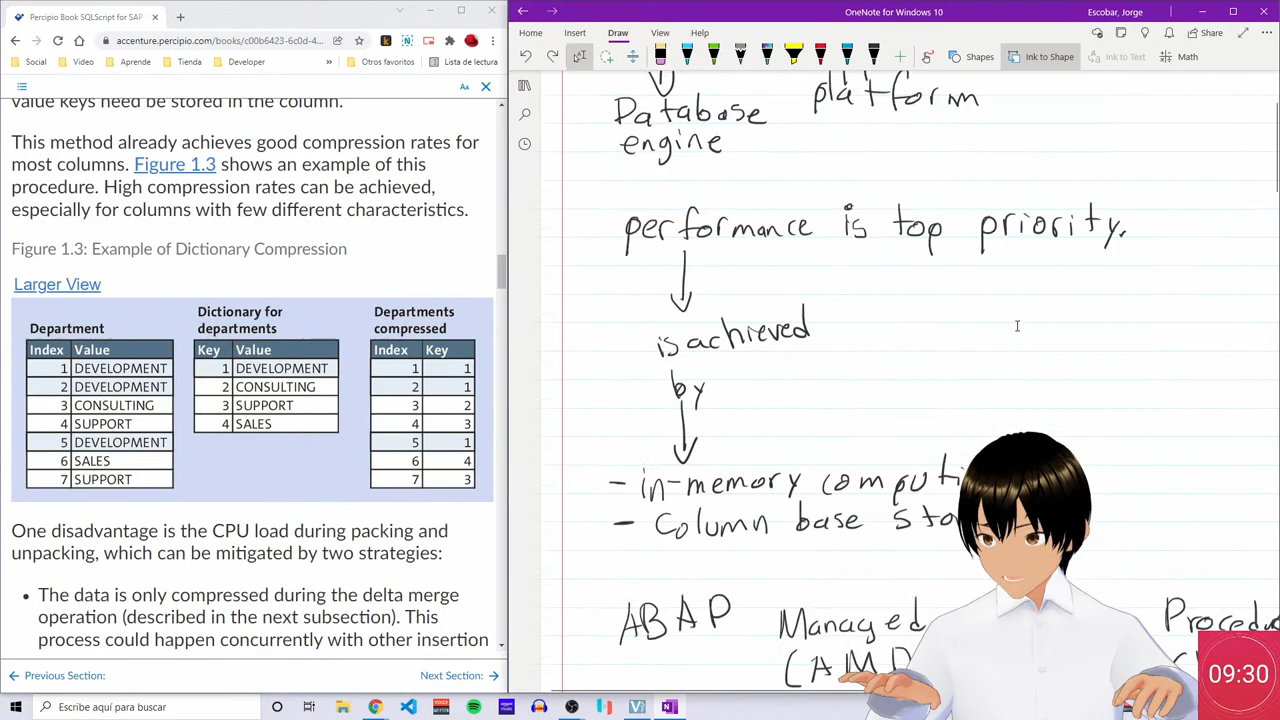 Percipio Book SQLScript for SAP
accenture.percipio.com/books/c00b6423-6c0d-4...
Social
Video
Aprende
Tienda
Developer
»
Otros favoritos
Lista de lectura
value keys need be stored in the column.
This method already achieves good compression rates for
most columns. Figure 1.3 shows an example of this
procedure. High compression rates can be achieved,
especially for columns with few different characteristics.
Figure 1.3: Example of Dictionary Compression
Larger View
Department
Index Value
1 DEVELOPMENT
2 DEVELOPMENT
3 CONSULTING
4 SUPPORT
5 DEVELOPMENT
6 SALES
7 SUPPORT
Dictionary for
departments
Key Value
1 DEVELOPMENT
2 CONSULTING
3 SUPPORT
4 SALES
Departments
compressed
Index Key
1 1
2 1
3 2
4 3
5 1
6 4
7 3
One disadvantage is the CPU load during packing and
unpacking, which can be mitigated by two strategies:
• The data is only compressed during the delta merge
operation (described in the next subsection). This
process could happen concurrently with other insertion
Previous Section:
Next Section:
OneNote for Windows 10
Escobar, Jorge
Home Insert Draw View Help
Share
Shapes
Ink to Shape
Ink to Text
Math
Database
engine
platform
performance is top priority.
is achieved
by
- in-memory computi
- Column base sto
ABAP Managed Procedu
(AMD
09:30
Escribe aquí para buscar